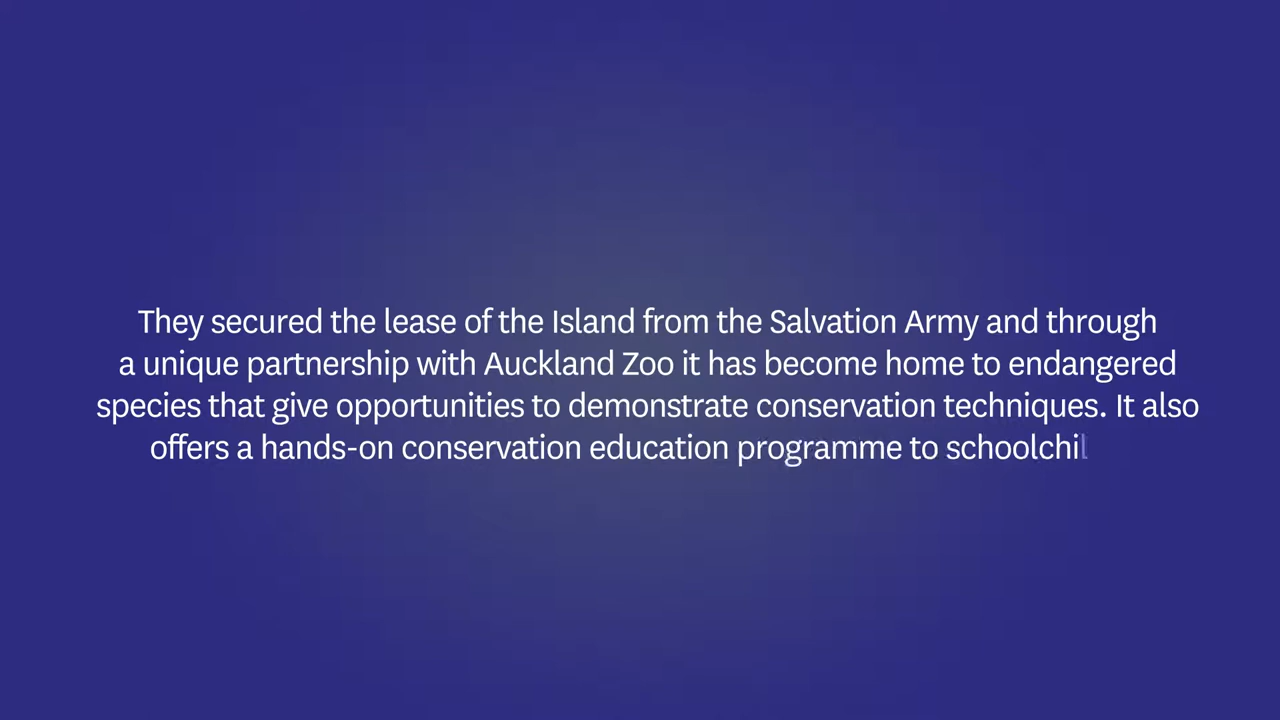 They secured the lease of the Island from the Salvation Army and through
a unique partnership with Auckland Zoo it has become home to endangered
species that give opportunities to demonstrate conservation techniques. It also
offers a hands-on conservation education programme to schoolchil